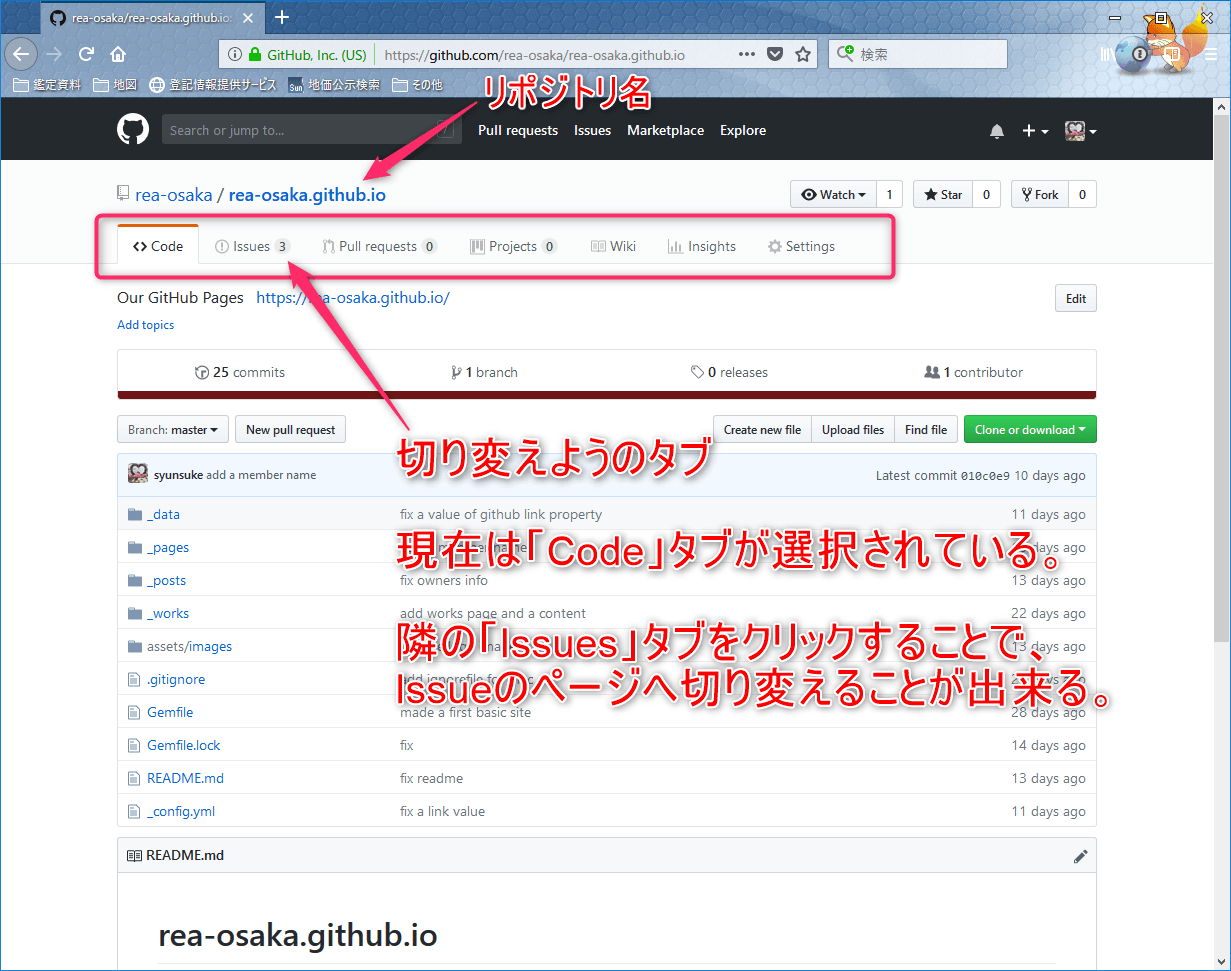 rea-osaka/rea-osaka.github.io:
GitHub, Inc. (US) https://github.com/rea-osaka/rea-osaka.github.io 検索
鑑定資料 地図 登記情報提供サービス Sun 地価公示検索 その他
リポジトリ名
Search or jump to... / Pull requests Issues Marketplace Explore
rea-osaka / rea-osaka.github.io Watch 1 Star 0 Fork 0
Code Issues 3 Pull requests 0 Projects 0 Wiki Insights Settings
Our GitHub Pages https://rea-osaka.github.io/ Edit
Add topics
25 commits 1 branch 0 releases 1 contributor
Branch: master New pull request Create new file Upload files Find file Clone or download
切り変えようのタブ
syunsuke add a member name Latest commit 010c0e9 10 days ago
_data fix a value of github link property 11 days ago
_pages days ago
現在は「Code」タブが選択されている。
_posts fix owners info 13 days ago
_works add works page and a content 22 days ago
隣の「Issues」タブをクリックすることで、
assets/images 13 days ago
.gitignore
Issueのページへ切り変えることが出来る。
Gemfile made a first basic site 28 days ago
Gemfile.lock fix 14 days ago
README.md fix readme 13 days ago
_config.yml fix a link value 11 days ago
README.md
rea-osaka.github.io